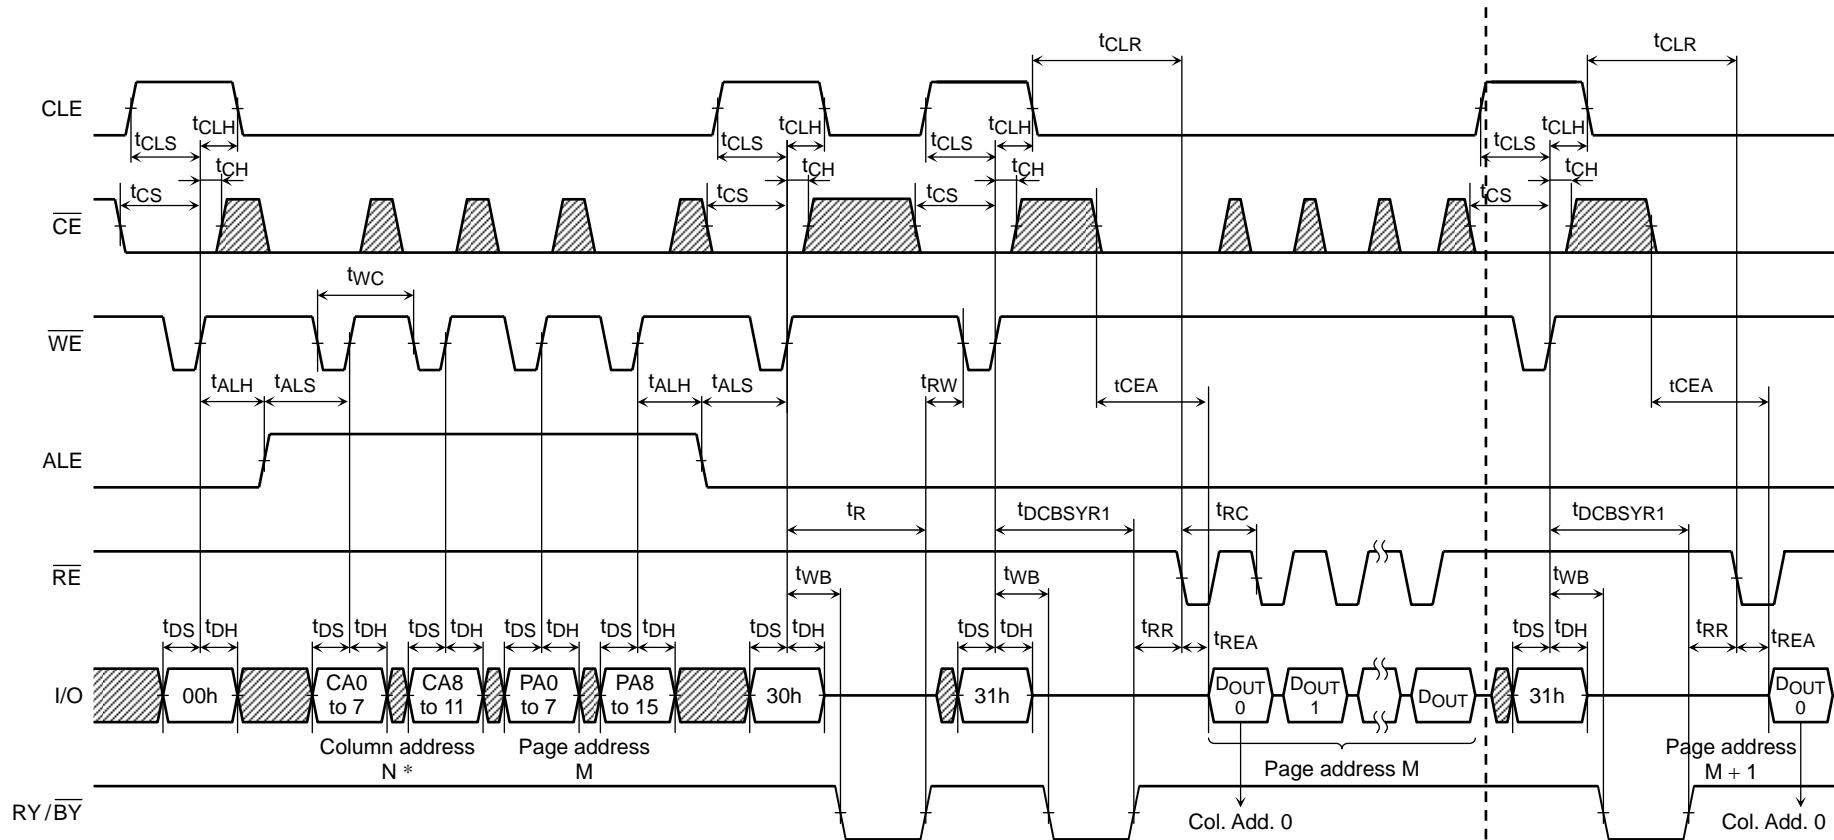 tCLR tCLR
CLE
tCLS tCLH tCLS tCLH tCLS tCLH tCLS tCLH
tCS tCH tCS tCH tCS tCH tCS tCH
CE
tWC
WE
tALH tALS tALH tALS tRW tCEA tCEA
ALE
tR tDCBSYR1 tRC tDCBSYR1
RE
tWB tWB tWB
tDS tDH tDS tDH tDS tDH tDS tDH tDS tDH tDS tDH tDS tDH tRR tREA tDS tDH tRR tREA
I/O
00h
CA0 to 7
CA8 to 11
PA0 to 7
PA8 to 15
30h
31h
DOUT 0
DOUT 1
DOUT
31h
DOUT 0
Column address N *
Page address M
Page address M
Page address M + 1
RY/BY
Col. Add. 0
Col. Add. 0